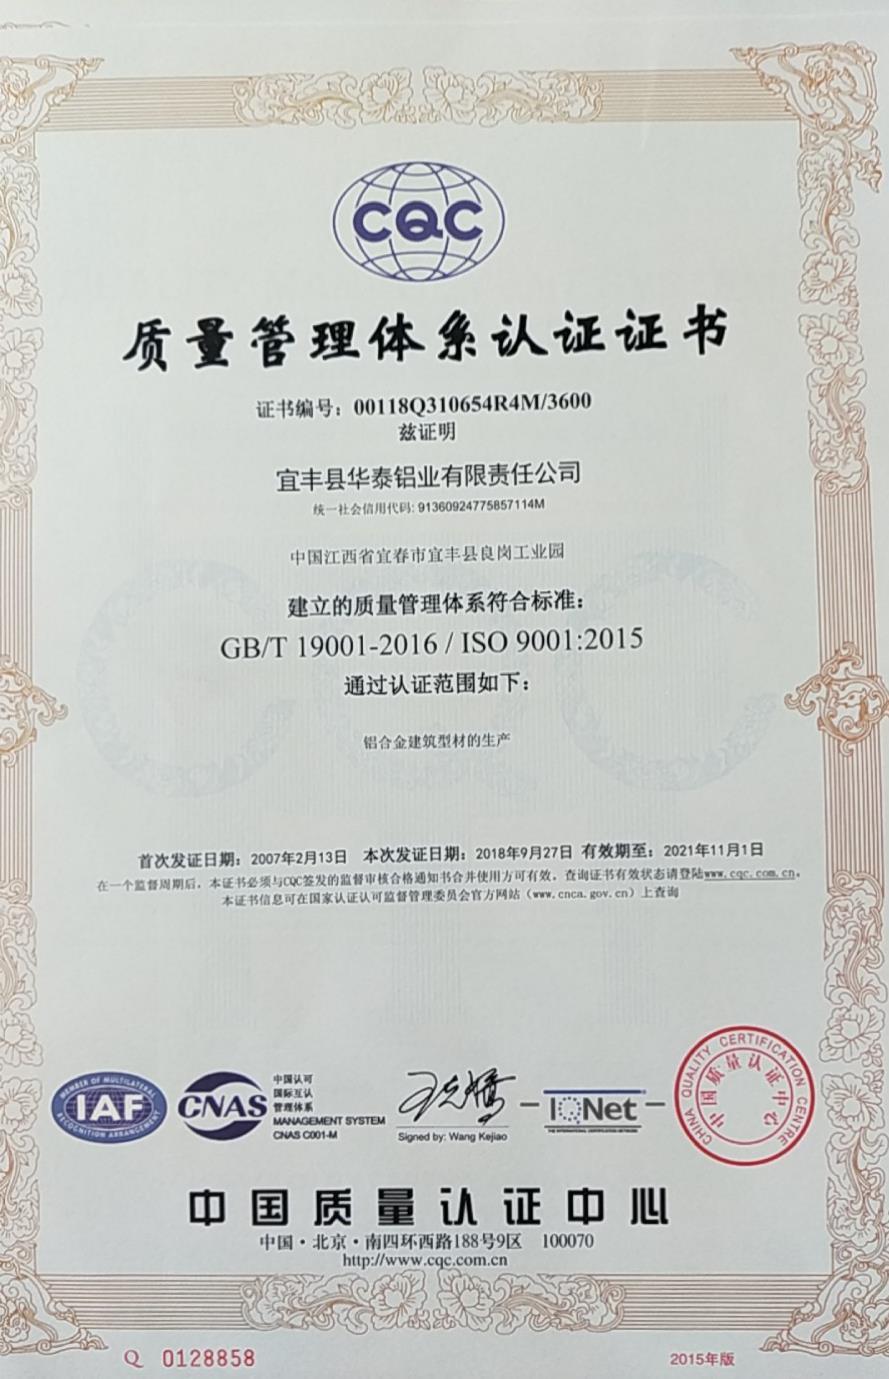 CQC
质量管理体系认证证书
证书编号：00118Q310654R4M/3600
兹证明
宜丰县华泰铝业有限责任公司
统一社会信用代码: 91360924775857114M
中国江西省宜春市宜丰县良岗工业园
建立的质量管理体系符合标准：
GB/T 19001-2016 / ISO 9001:2015
通过认证范围如下：
铝合金建筑型材的生产
首次发证日期：2007年2月13日 本次发证日期：2018年9月27日 有效期至：2021年11月1日
在一个监督周期后，本证书必须与CQC签发的监督审核合格通知书合并使用方可有效，查询证书有效状态请登陆www.cqc.com.cn。
本证书信息可在国家认证认可监督管理委员会官方网站（www.cnca.gov.cn）上查询
MEMBER OF MULTILATERAL
IAF
RECOGNITION ARRANGEMENT
CNAS
中国认可
国际互认
管理体系
MANAGEMENT SYSTEM
CNAS C001-M
王克娇
Signed by: Wang Kejiao
IQNet
THE INTERNATIONAL CERTIFICATION NETWORK
CHINA QUALITY CERTIFICATION CENTRE
中国质量认证中心
中国质量认证中心
中国·北京·南四环西路188号9区 100070
http://www.cqc.com.cn
Q 0128858
2015年版